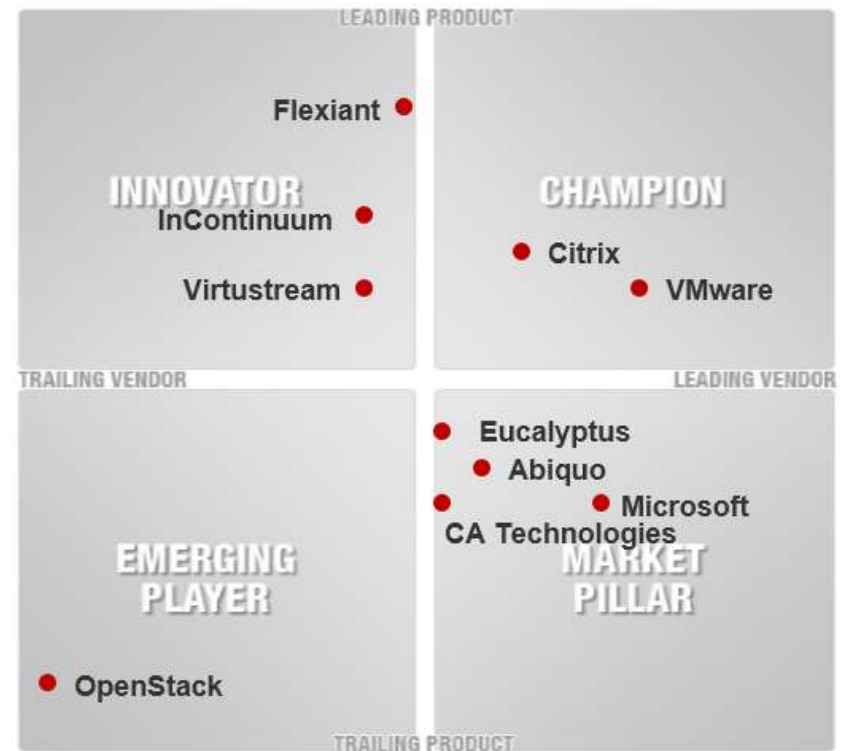 LEADING PRODUCT
Flexiant
INNOVATOR
CHAMPION
InContinuum
Citrix
Virtustream
VMware
TRAILING VENDOR
LEADING VENDOR
Eucalyptus
Abiquo
Microsoft
CA Technologies
EMERGING
PLAYER
MARKET
PILLAR
OpenStack
TRAILING PRODUCT